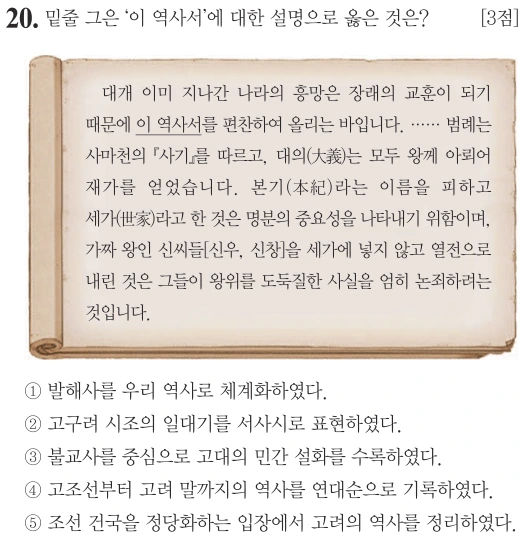 20. 밑줄 그은 '이 역사서'에 대한 설명으로 옳은 것은? [3점]
대개 이미 지나간 나라의 흥망은 장래의 교훈이 되기
때문에 이 역사서를 편찬하여 올리는 바입니다. …… 범례는
사마천의 『사기』를 따르고, 대의(大義)는 모두 왕께 아뢰어
재가를 얻었습니다. 본기(本紀)라는 이름을 피하고
세가(世家)라고 한 것은 명분의 중요성을 나타내기 위함이며,
가짜 왕인 신씨들[신우, 신창]을 세가에 넣지 않고 열전으로
내린 것은 그들이 왕위를 도둑질한 사실을 엄히 논죄하려는
것입니다.
① 발해사를 우리 역사로 체계화하였다.
② 고구려 시조의 일대기를 서사시로 표현하였다.
③ 불교사를 중심으로 고대의 민간 설화를 수록하였다.
④ 고조선부터 고려 말까지의 역사를 연대순으로 기록하였다.
⑤ 조선 건국을 정당화하는 입장에서 고려의 역사를 정리하였다.